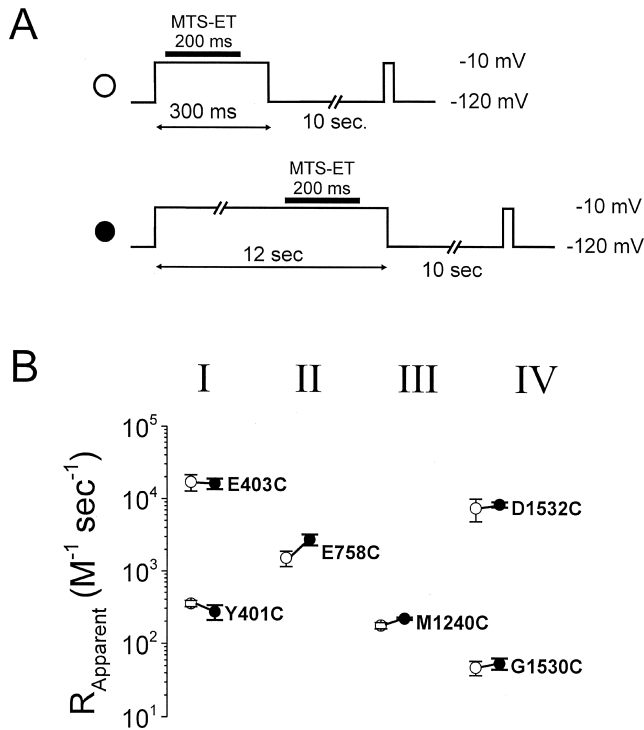 A
MTS-ET
200 ms
-10 mV
-120 mV
300 ms
10 sec.
MTS-ET
200 ms
-10 mV
-120 mV
12 sec
10 sec
B
I II III IV
10^5
10^4
10^3
10^2
10^1
R_Apparent (M^-1 sec^-1)
E403C
D1532C
E758C
Y401C
M1240C
G1530C